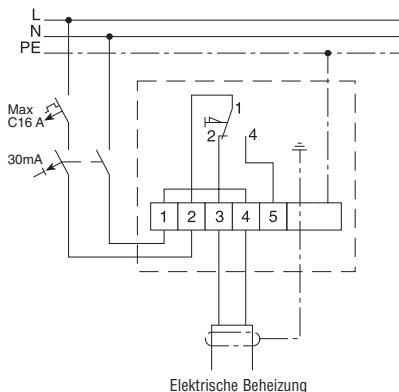 L
N
PE
Max
C16 A
30mA
1
2 4
1 2 3 4 5
Elektrische Beheizung